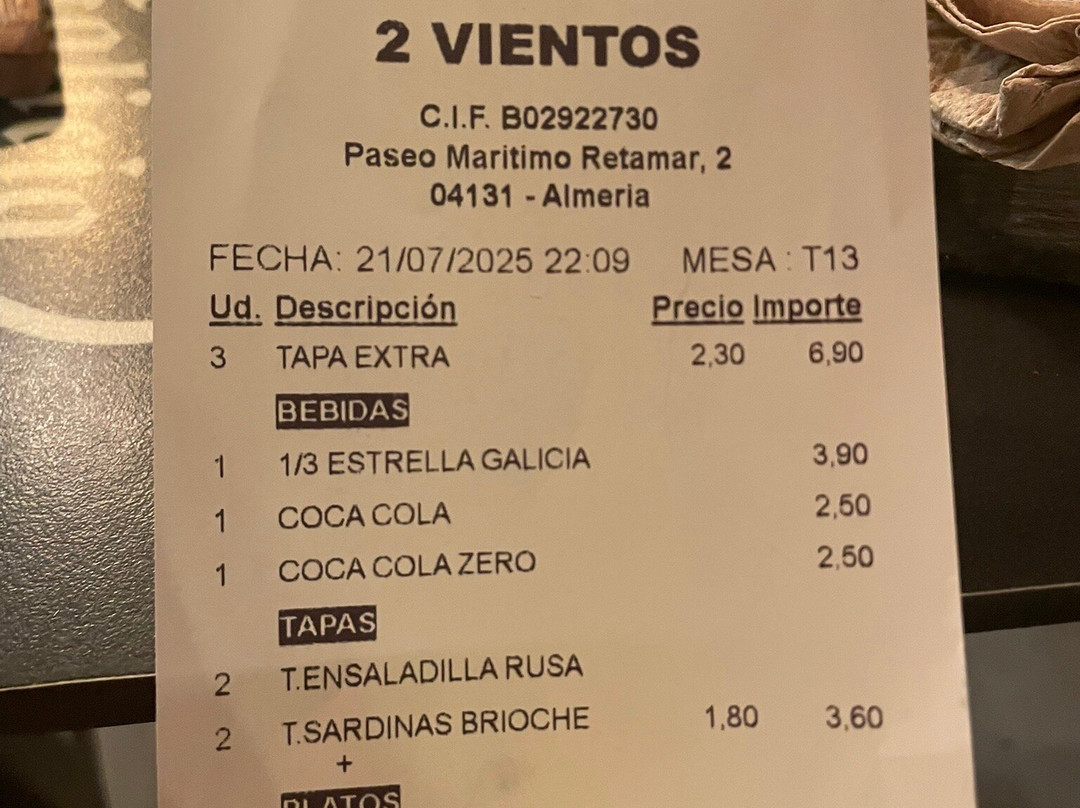 2 VIENTOS
C.I.F. B02922730
Paseo Maritimo Retamar, 2
04131 - Almeria
FECHA: 21/07/2025 22:09 MESA : T13
Ud. Descripción Precio Importe
3 TAPA EXTRA 2,30 6,90
BEBIDAS
1 1/3 ESTRELLA GALICIA 3,90
1 COCA COLA 2,50
1 COCA COLA ZERO 2,50
TAPAS
2 T.ENSALADILLA RUSA
2 T.SARDINAS BRIOCHE 1,80 3,60
+
PLATOS